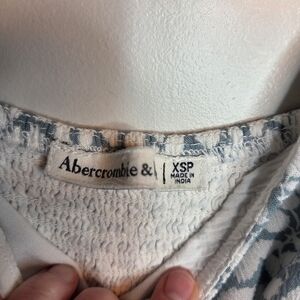 Abercrombie &
XSP
MADE IN
INDIA